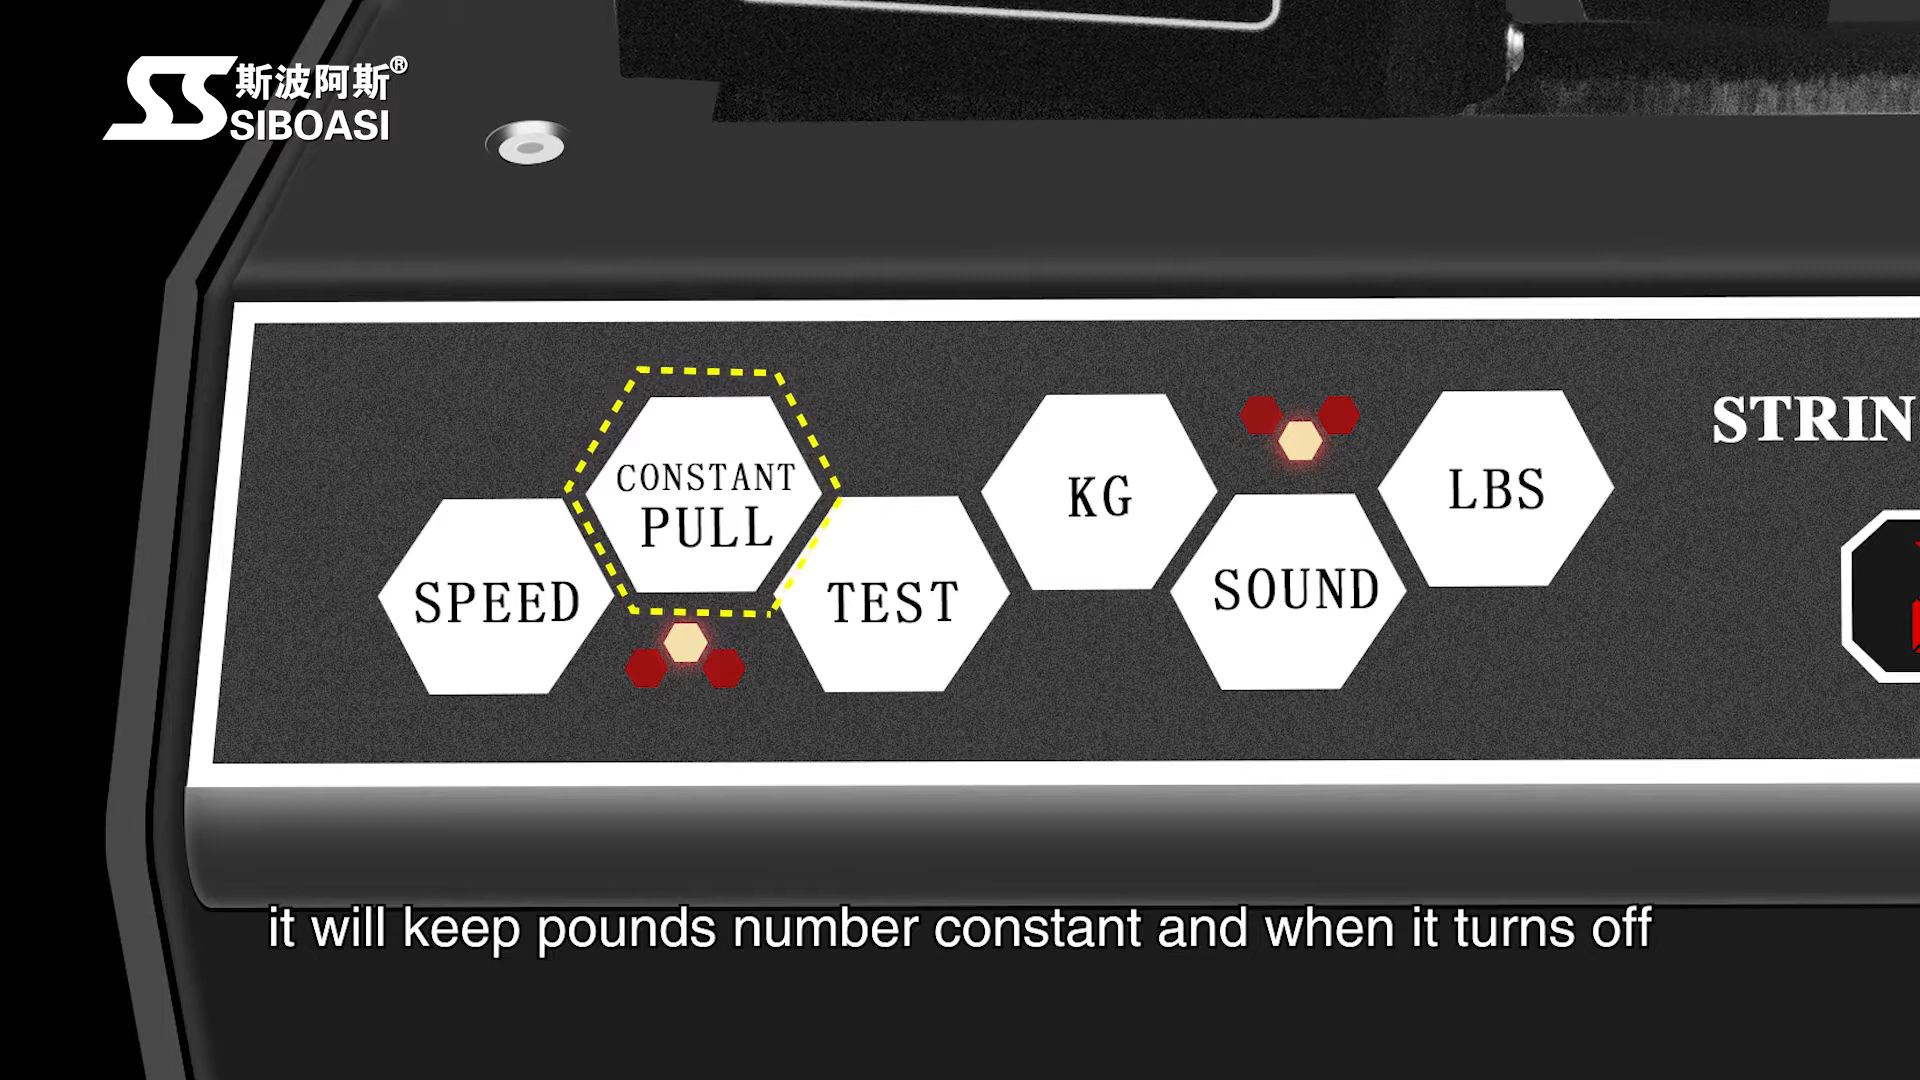 斯波阿斯®
SIBOASI
CONSTANT
PULL
SPEED
TEST
KG
SOUND
LBS
STRIN
it will keep pounds number constant and when it turns off